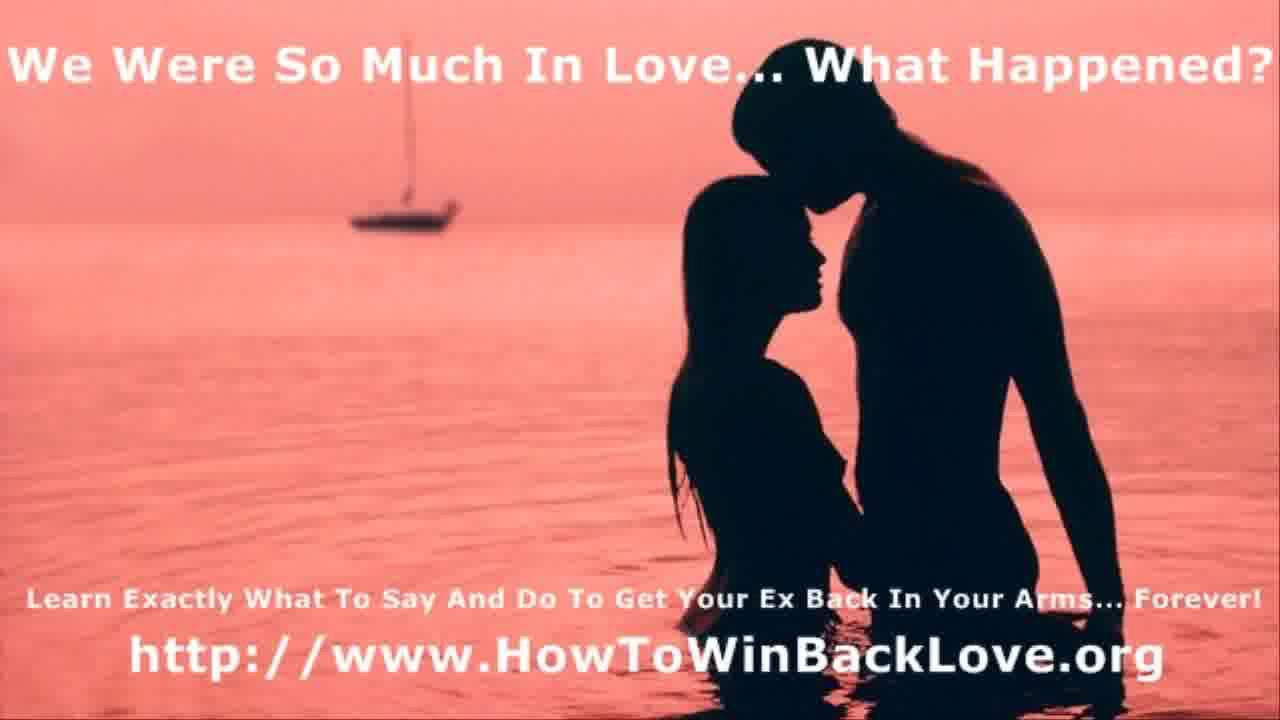 We Were So Much In Love... What Happened?
Learn Exactly What To Say And Do To Get Your Ex Back In Your Arms... Forever!
http://www.HowToWinBackLove.org